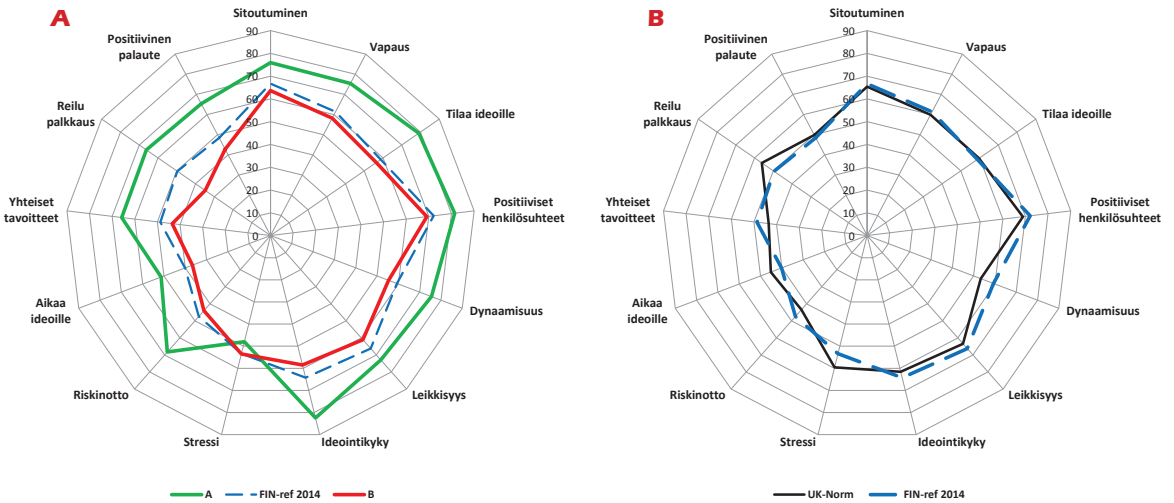 A
Sitoutuminen
90
80
70
60
50
40
30
20
10
0
Vapaus
Tilaa ideoille
Positiiviset
henkilösuhteet
Dynaamisuus
Leikkisyys
Ideointikyky
Stressi
Riskinotto
Aikaa
ideoille
Yhteiset
tavoitteet
Reilu
palkkaus
Positiivinen
palaute
A
FIN-ref 2014
B
B
Sitoutuminen
90
80
70
60
50
40
30
20
10
0
Vapaus
Tilaa ideoille
Positiiviset
henkilösuhteet
Dynaamisuus
Leikkisyys
Ideointikyky
Stressi
Riskinotto
Aikaa
ideoille
Yhteiset
tavoitteet
Reilu
palkkaus
Positiivinen
palaute
UK-Norm
FIN-ref 2014